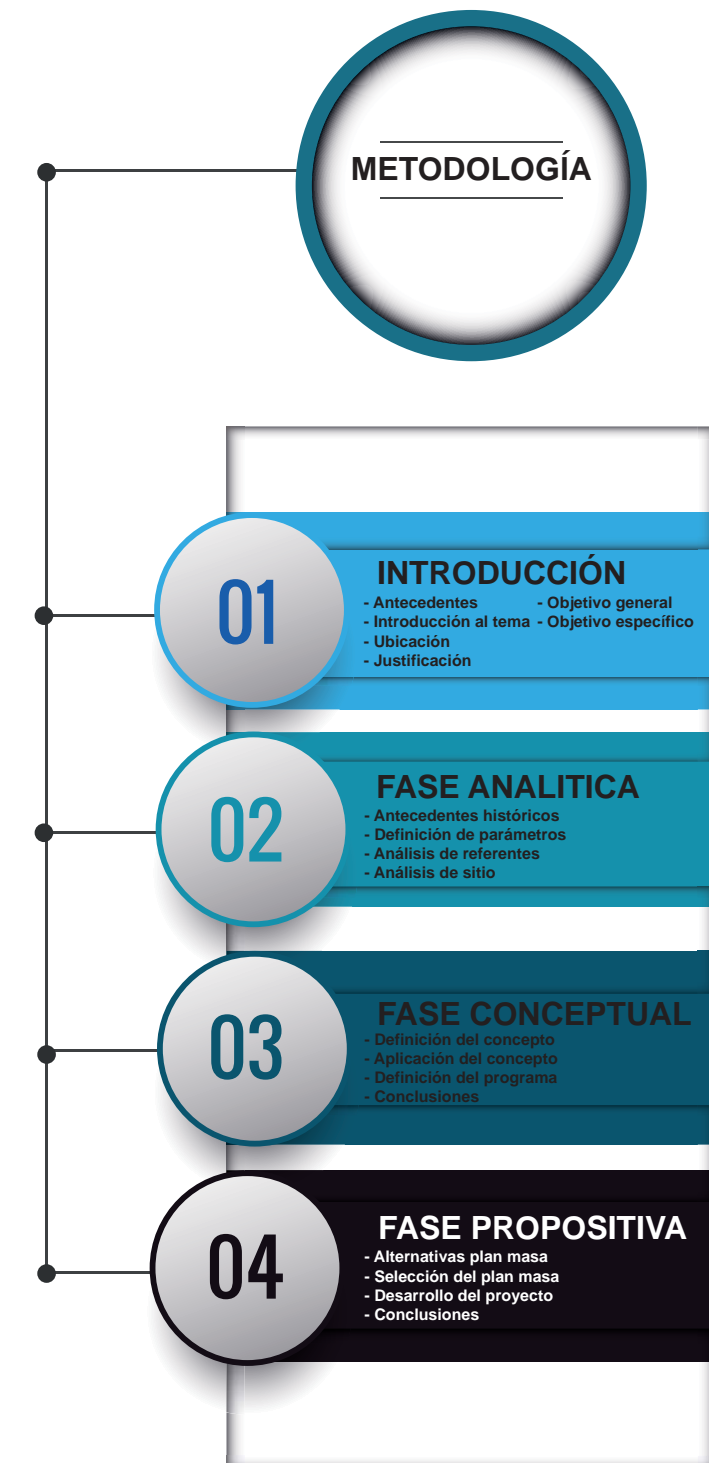 METODOLOGÍA
01
INTRODUCCIÓN
- Antecedentes - Objetivo general
- Introducción al tema - Objetivo específico
- Ubicación
- Justificación
02
FASE ANALITICA
- Antecedentes históricos
- Definición de parámetros
- Análisis de referentes
- Análisis de sitio
03
FASE CONCEPTUAL
- Definición del concepto
- Aplicación del concepto
- Definición del programa
- Conclusiones
04
FASE PROPOSITIVA
- Alternativas plan masa
- Selección del plan masa
- Desarrollo del proyecto
- Conclusiones